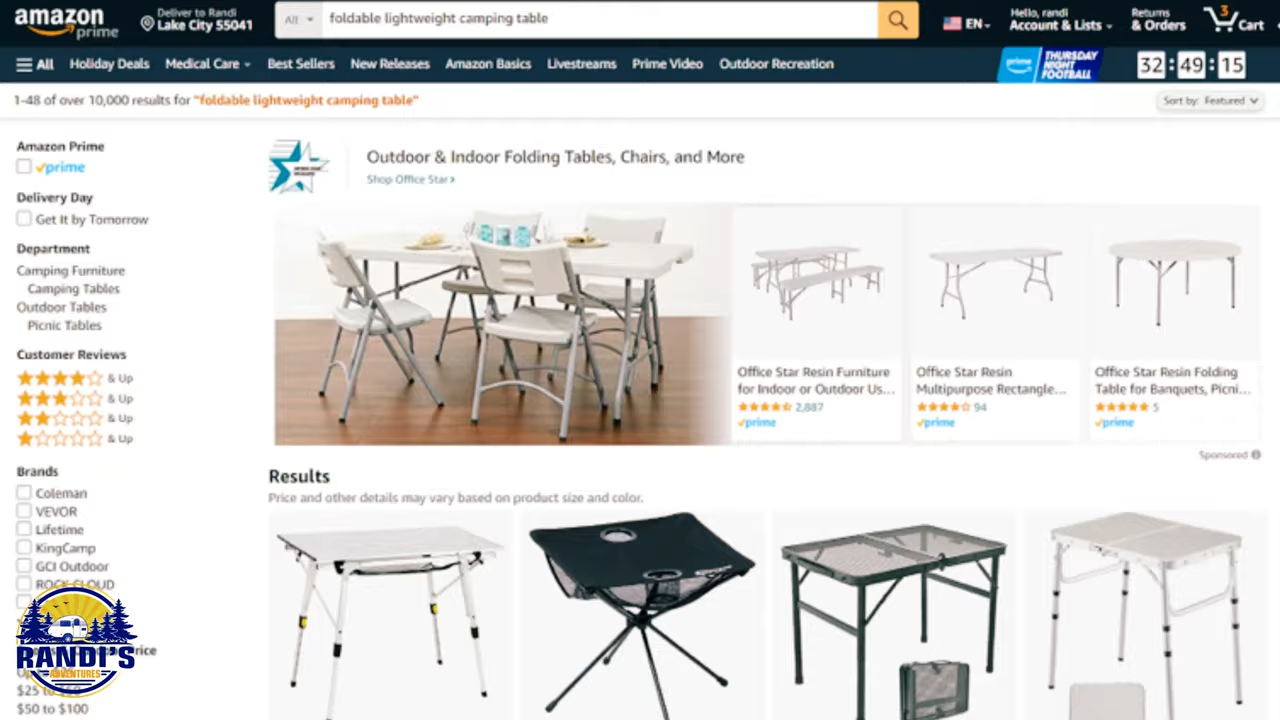 amazon
prime
Deliver to Randi
Lake City 55041
All
foldable lightweight camping table
EN
Hello, randi
Account & Lists
Returns
& Orders
3
Cart
All
Holiday Deals
Medical Care
Best Sellers
New Releases
Amazon Basics
Livestreams
Prime Video
Outdoor Recreation
prime
THURSDAY
NIGHT
FOOTBALL
32:49:15
1-48 of over 10,000 results for "foldable lightweight camping table"
Sort by: Featured
Amazon Prime
prime
Delivery Day
Get It by Tomorrow
Department
Camping Furniture
Camping Tables
Outdoor Tables
Picnic Tables
Customer Reviews
& Up
& Up
& Up
& Up
Brands
Coleman
VEVOR
Lifetime
KingCamp
GCI Outdoor
ROCK CLOUD
RANDI'S
ADVENTURES
$50 to $100
Outdoor & Indoor Folding Tables, Chairs, and More
Shop Office Star
Office Star Resin Furniture
for Indoor or Outdoor Us...
2,887
prime
Office Star Resin
Multipurpose Rectangle...
94
prime
Office Star Resin Folding
Table for Banquets, Picni...
5
prime
Sponsored
Results
Price and other details may vary based on product size and color.